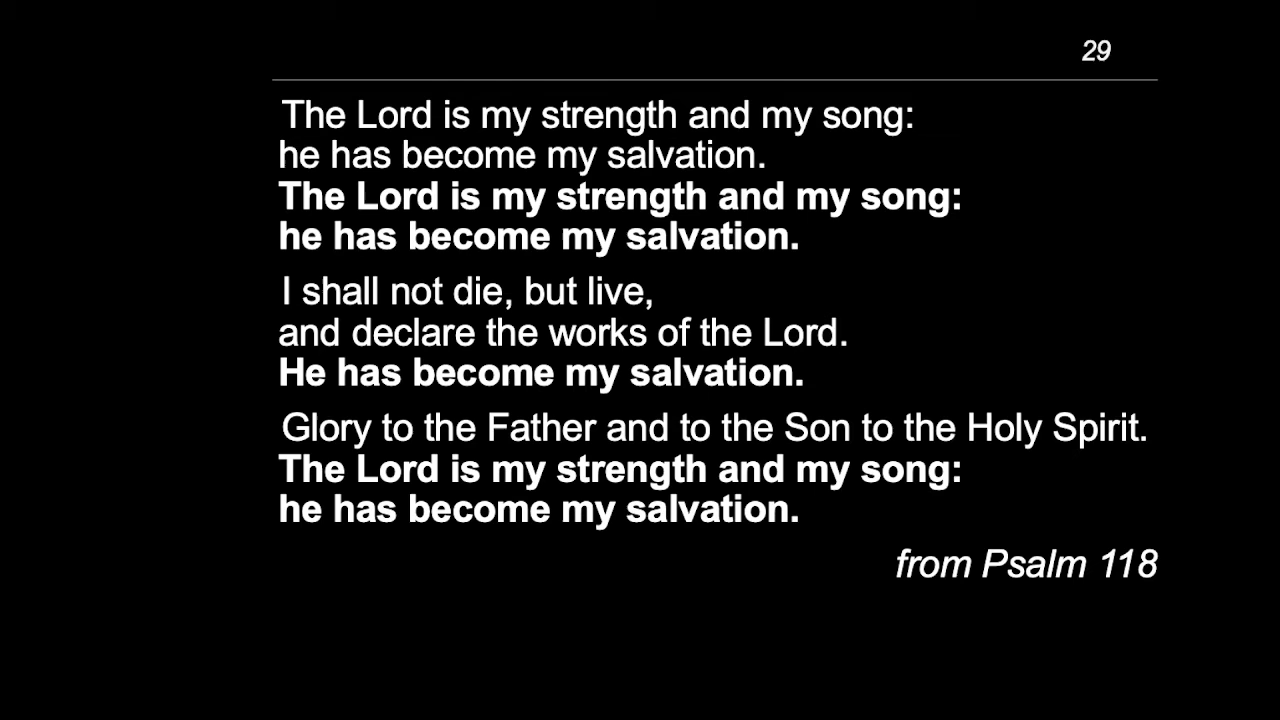 29
The Lord is my strength and my song:
he has become my salvation.
The Lord is my strength and my song:
he has become my salvation.
I shall not die, but live,
and declare the works of the Lord.
He has become my salvation.
Glory to the Father and to the Son to the Holy Spirit.
The Lord is my strength and my song:
he has become my salvation.
from Psalm 118